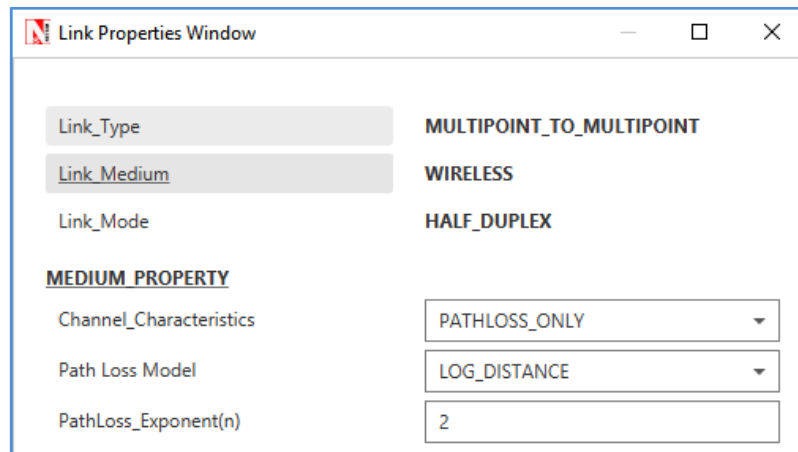 Link Properties Window
Link_Type MULTIPOINT_TO_MULTIPOINT
Link_Medium WIRELESS
Link_Mode HALF_DUPLEX
MEDIUM_PROPERTY
Channel_Characteristics PATHLOSS_ONLY
Path Loss Model LOG_DISTANCE
PathLoss_Exponent(n) 2